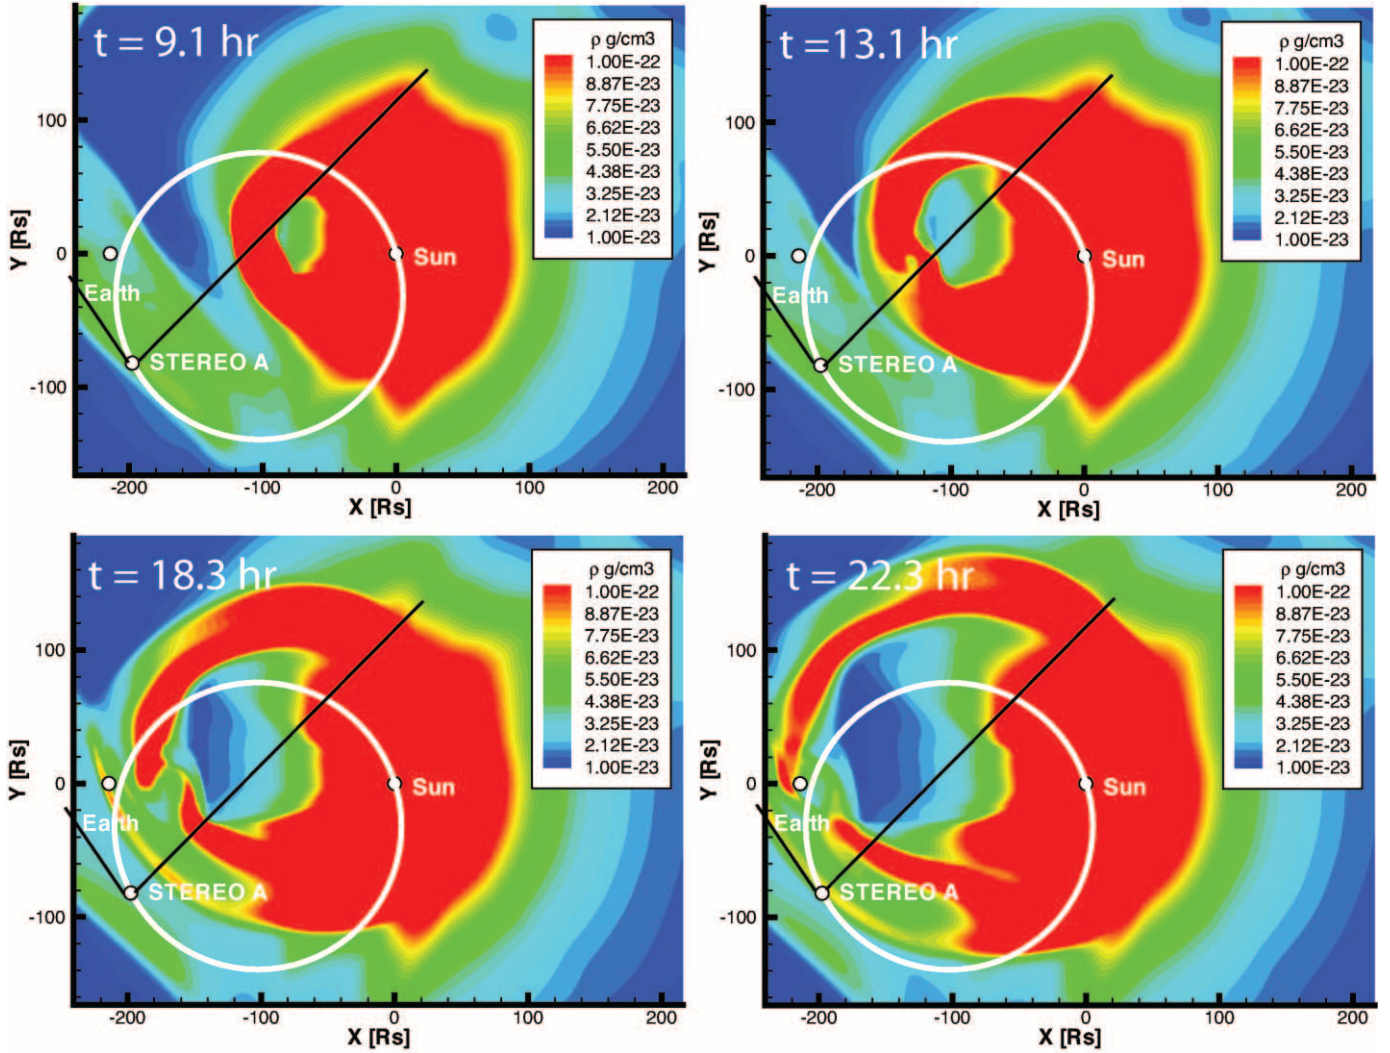 t = 9.1 hr
ρ g/cm3
1.00E-22
8.87E-23
7.75E-23
6.62E-23
5.50E-23
4.38E-23
3.25E-23
2.12E-23
1.00E-23
100
0
-100
Y [Rs]
Sun
Earth
STEREO A
-200
-100
0
100
200
X [Rs]
t =13.1 hr
ρ g/cm3
1.00E-22
8.87E-23
7.75E-23
6.62E-23
5.50E-23
4.38E-23
3.25E-23
2.12E-23
1.00E-23
100
0
-100
Y [Rs]
Sun
Earth
STEREO A
-200
-100
0
100
200
X [Rs]
t = 18.3 hr
ρ g/cm3
1.00E-22
8.87E-23
7.75E-23
6.62E-23
5.50E-23
4.38E-23
3.25E-23
2.12E-23
1.00E-23
100
0
-100
Y [Rs]
Sun
Earth
STEREO A
-200
-100
0
100
200
X [Rs]
t = 22.3 hr
ρ g/cm3
1.00E-22
8.87E-23
7.75E-23
6.62E-23
5.50E-23
4.38E-23
3.25E-23
2.12E-23
1.00E-23
100
0
-100
Y [Rs]
Sun
Earth
STEREO A
-200
-100
0
100
200
X [Rs]